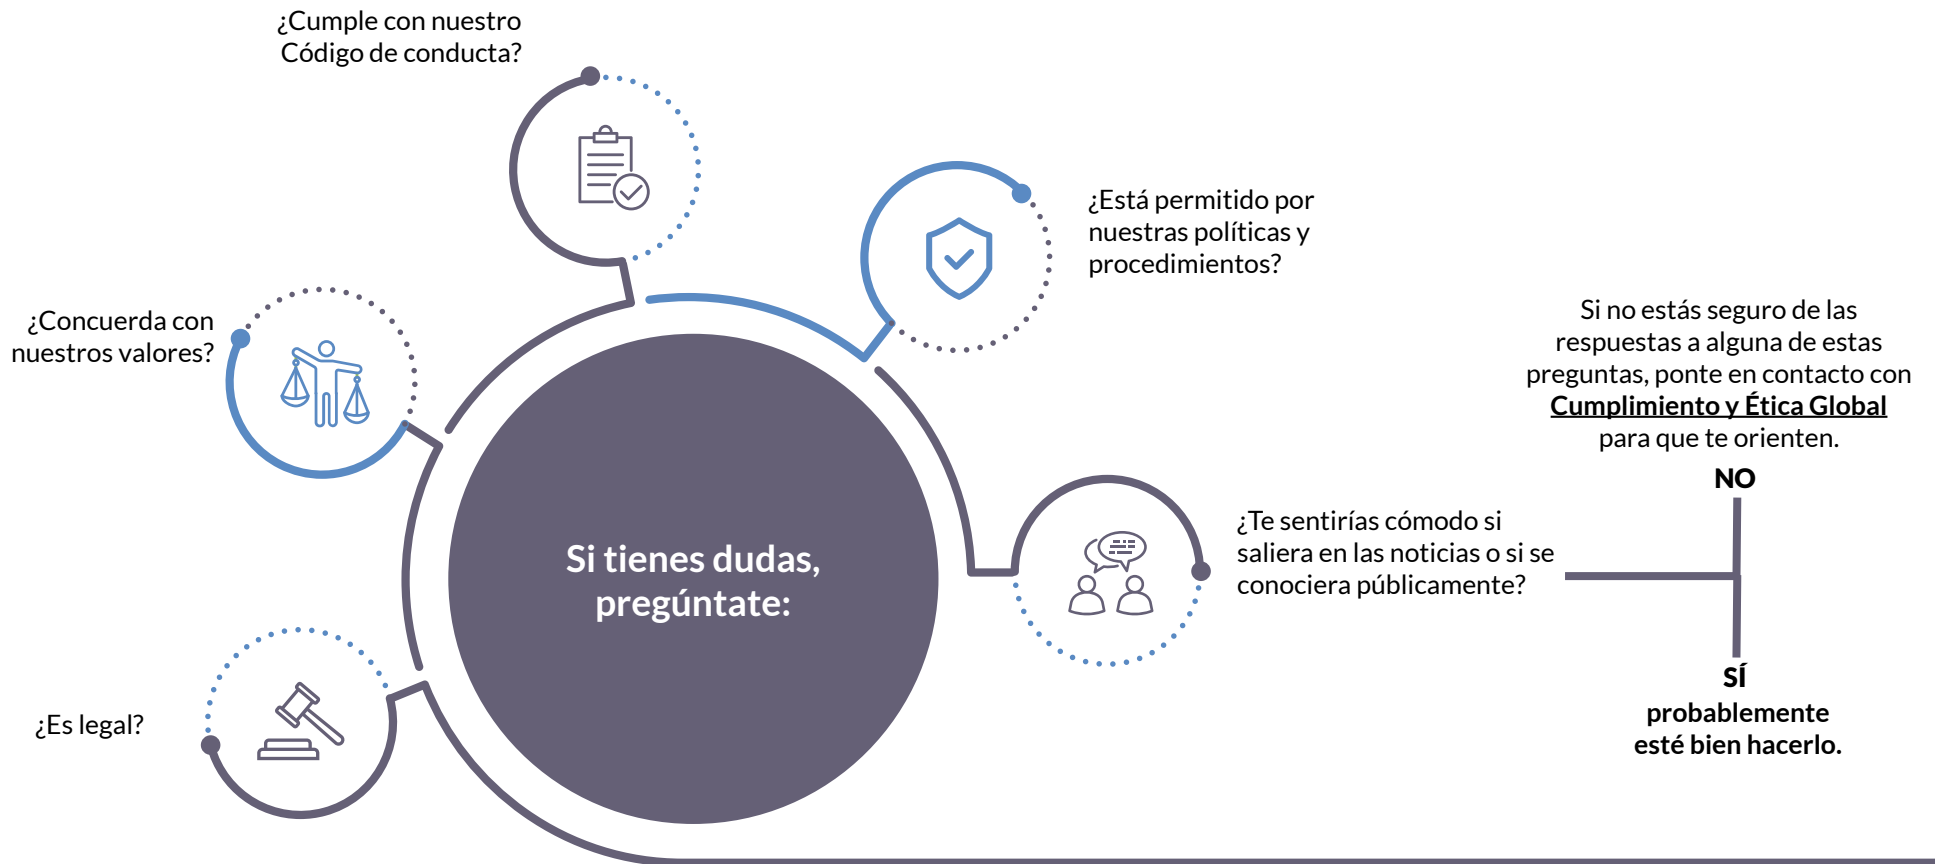 Si tienes dudas,
pregúntate:
¿Es legal?
¿Concuerda con
nuestros valores?
¿Cumple con nuestro
Código de conducta?
¿Está permitido por
nuestras políticas y
procedimientos?
¿Te sentirías cómodo si
saliera en las noticias o si se
conociera públicamente?
Si no estás seguro de las
respuestas a alguna de estas
preguntas, ponte en contacto con
Cumplimiento y Ética Global
para que te orienten.
NO
SÍ
probablemente
esté bien hacerlo.